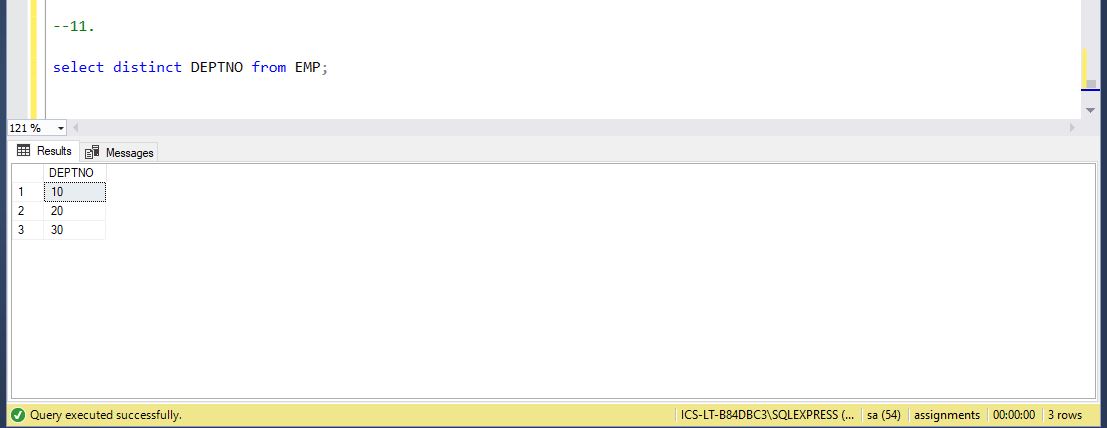 --11.
select distinct DEPTNO from EMP;
121 %
Results Messages
DEPTNO
1 10
2 20
3 30
Query executed successfully. ICS-LT-B84DBC3\SQLEXPRESS (... sa (54) assignments 00:00:00 3 rows